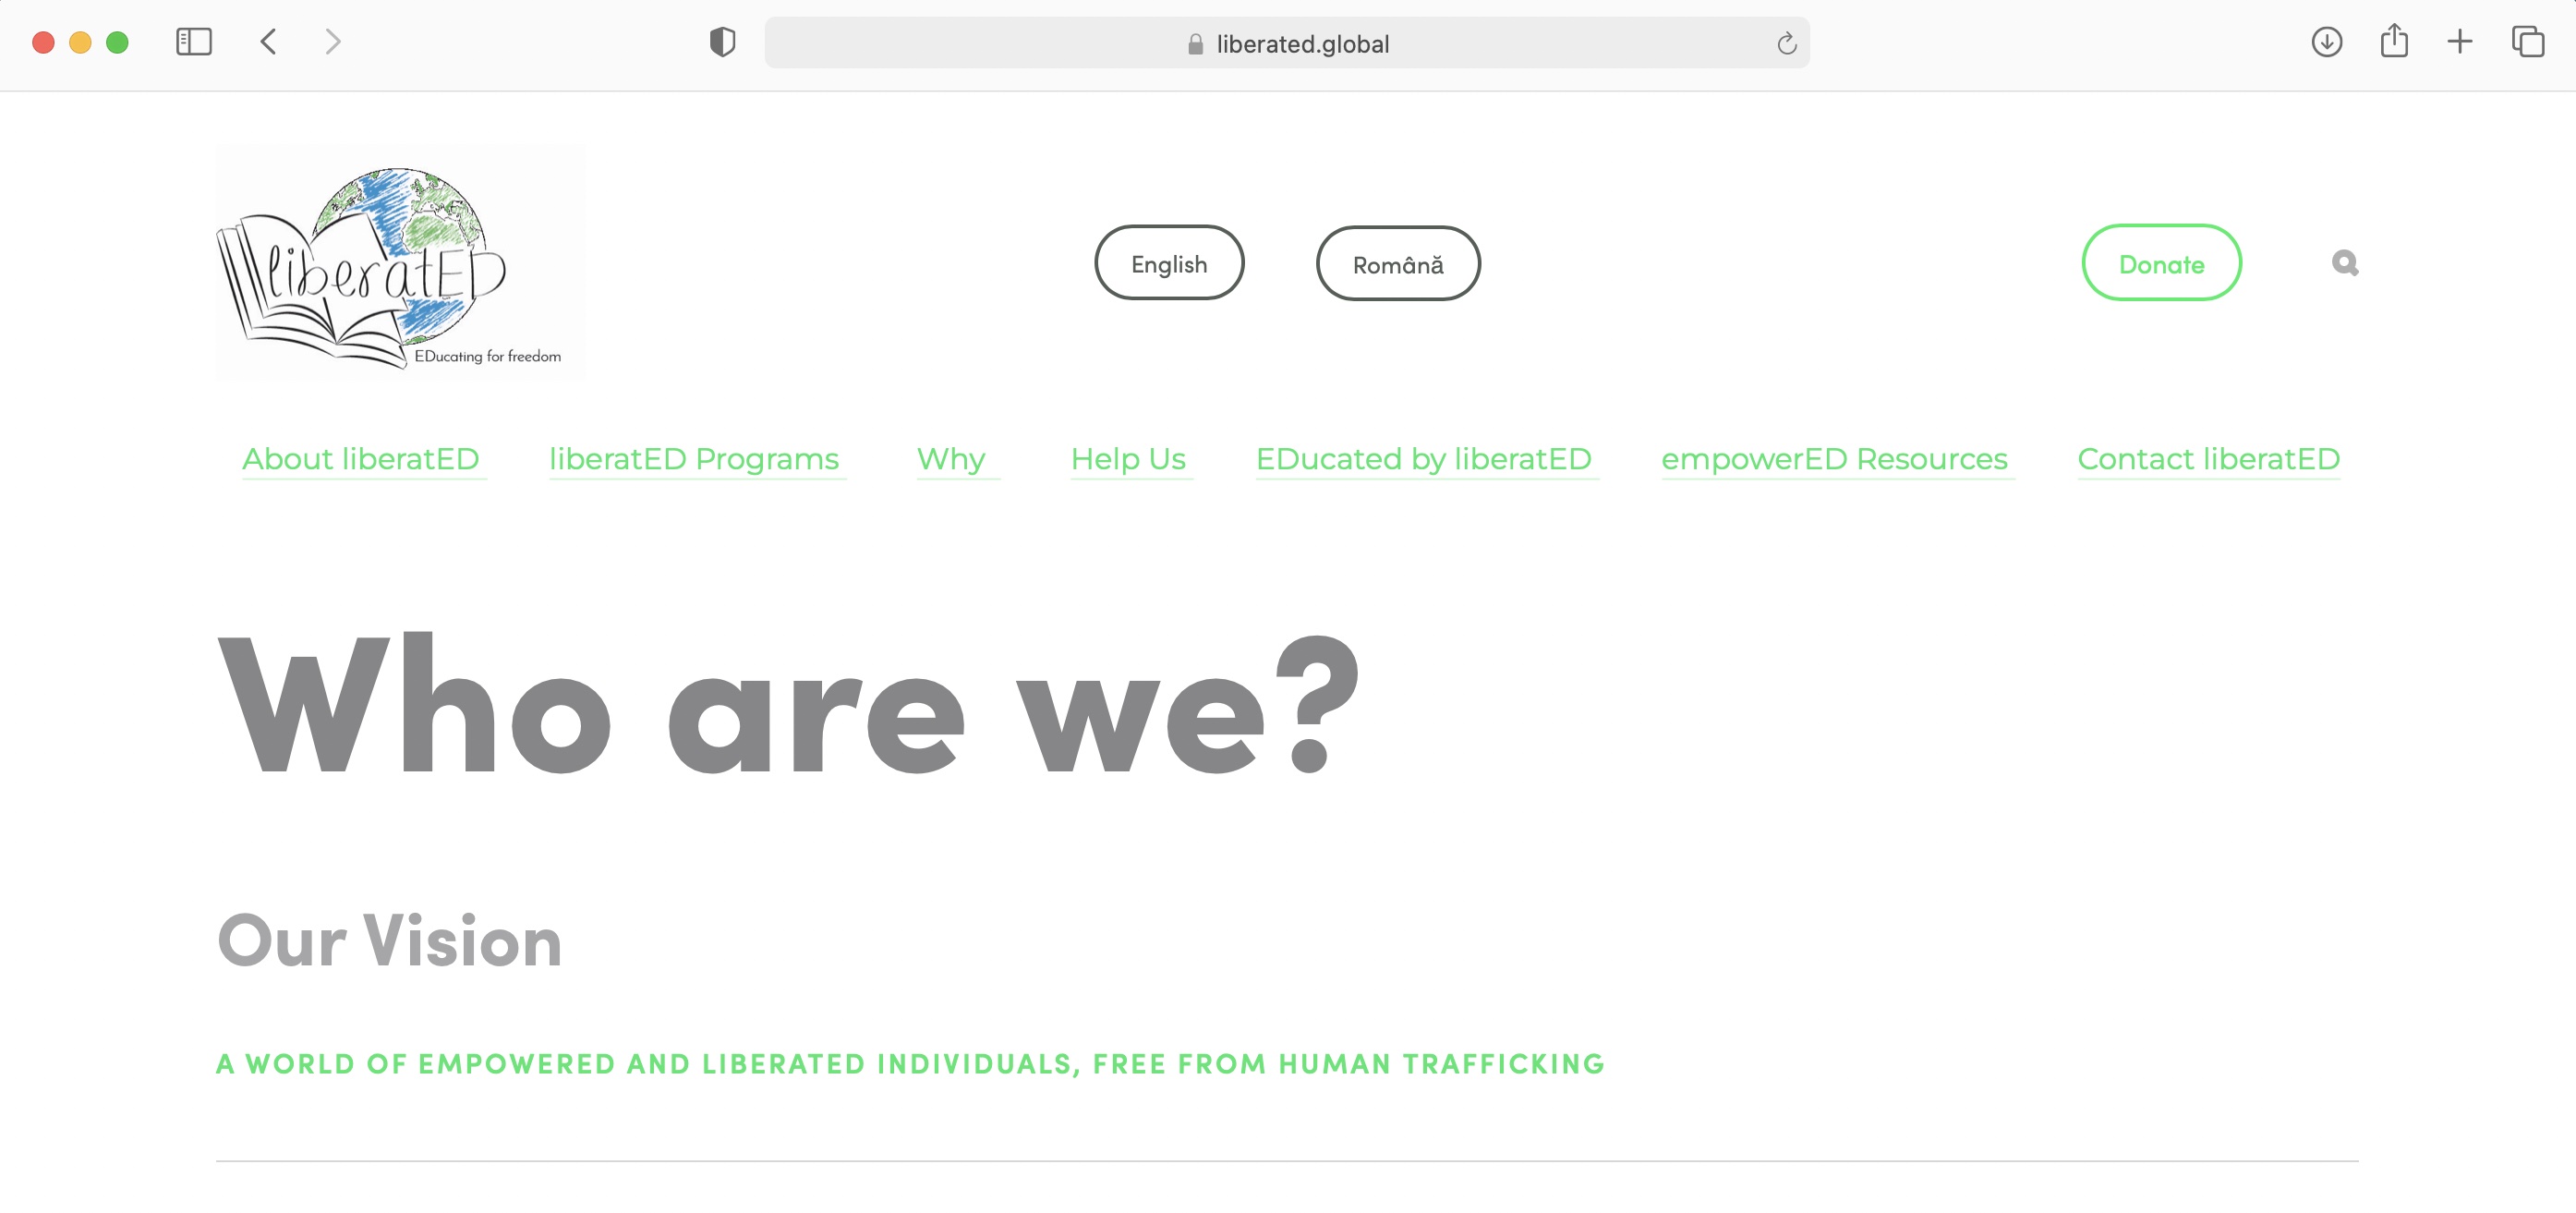 liberated.global
liberatED
EDucating for freedom
English
Română
Donate
About liberatED
liberatED Programs
Why
Help Us
EDucated by liberatED
empowerED Resources
Contact liberatED
Who are we?
Our Vision
A WORLD OF EMPOWERED AND LIBERATED INDIVIDUALS, FREE FROM HUMAN TRAFFICKING